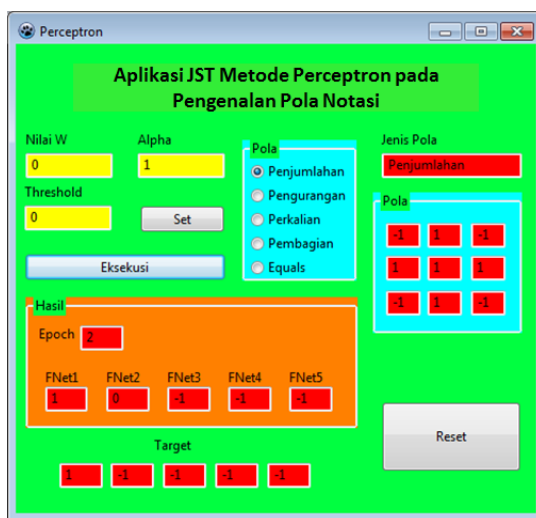 Perceptron
Aplikasi JST Metode Perceptron pada
Pengenalan Pola Notasi
Nilai W
0
Alpha
1
Threshold
0
Set
Eksekusi
Pola
Penjumlahan
Pengurangan
Perkalian
Pembagian
Equals
Jenis Pola
Penjumlahan
Pola
-1 1 -1
1 1 1
-1 1 -1
Hasil
Epoch 2
FNet1 FNet2 FNet3 FNet4 FNet5
1 0 -1 -1 -1
Target
1 -1 -1 -1 -1
Reset